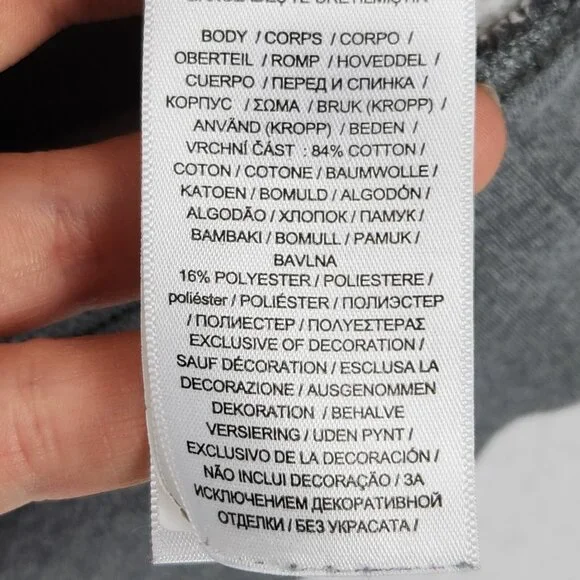 BODY / CORPS / CORPO /
OBERTEIL / ROMP / HOVEDDEL /
CUERPO / ПЕРЕД И СПИНКА /
КОРПУС / ΣΩΜΑ / BRUK (KROPP) /
ANVÄND (KROPP) / BEDEN /
VRCHNÍ ČÁST : 84% COTTON /
COTON / COTONE / BAUMWOLLE /
KATOEN / BOMULD / ALGODÓN /
ALGODÃO / ХЛОПОК / ПАМУК /
BAMBAKI / BOMULL / PAMUK /
BAVLNA
16% POLYESTER / POLIESTERE /
poliéster / POLIÉSTER / ПОЛИЭСТЕР
/ ПОЛИЕСТЕР / ΠΟΛΥΕΣΤΕΡΑΣ
EXCLUSIVE OF DECORATION /
SAUF DÉCORATION / ESCLUSA LA
DECORAZIONE / AUSGENOMMEN
DEKORATION / BEHALVE
VERSIERING / UDEN PYNT /
EXCLUSIVO DE LA DECORACIÓN /
NÃO INCLUI DECORAÇÃO / ЗА
ИСКЛЮЧЕНИЕМ ДЕКОРАТИВНОЙ
ОТДЕЛКИ / БЕЗ УКРАСАТА /